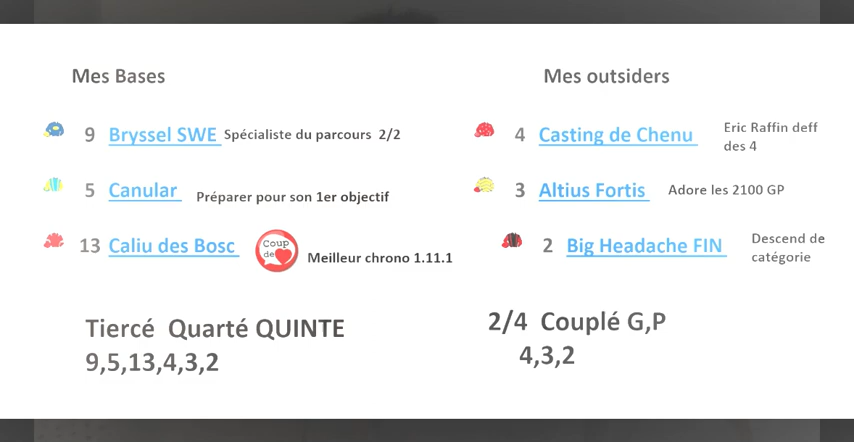 Mes Bases
9 Bryssel SWE Spécialiste du parcours 2/2
5 Canular Préparer pour son 1er objectif
13 Caliu des Bosc Coup de Meilleur chrono 1.11.1
Tiercé Quarté QUINTE
9,5,13,4,3,2
Mes outsiders
4 Casting de Chenu Eric Raffin deff
des 4
3 Altius Fortis Adore les 2100 GP
2 Big Headache FIN Descend de
catégorie
2/4 Couplé G,P
4,3,2